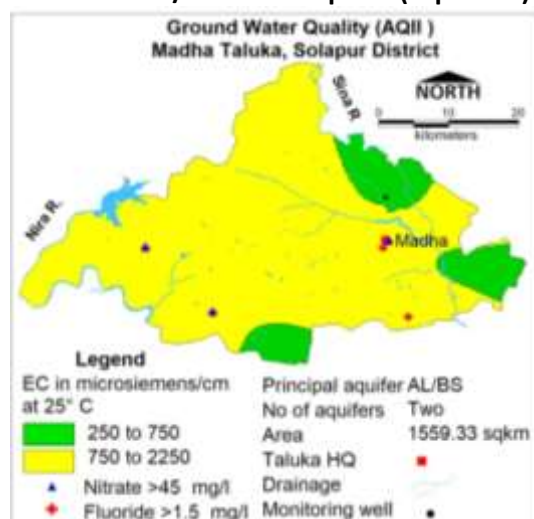 Ground Water Quality (AQII )
Madha Taluka, Solapur District
Sina R.
NORTH
0 10 20
kilometers
Nira R.
Madha
Legend
EC in microsiemens/cm
at 25° C
250 to 750
750 to 2250
Nitrate >45 mg/l
Fluoride >1.5 mg/l
Principal aquifer AL/BS
No of aquifers Two
Area 1559.33 sqkm
Taluka HQ
Drainage
Monitoring well